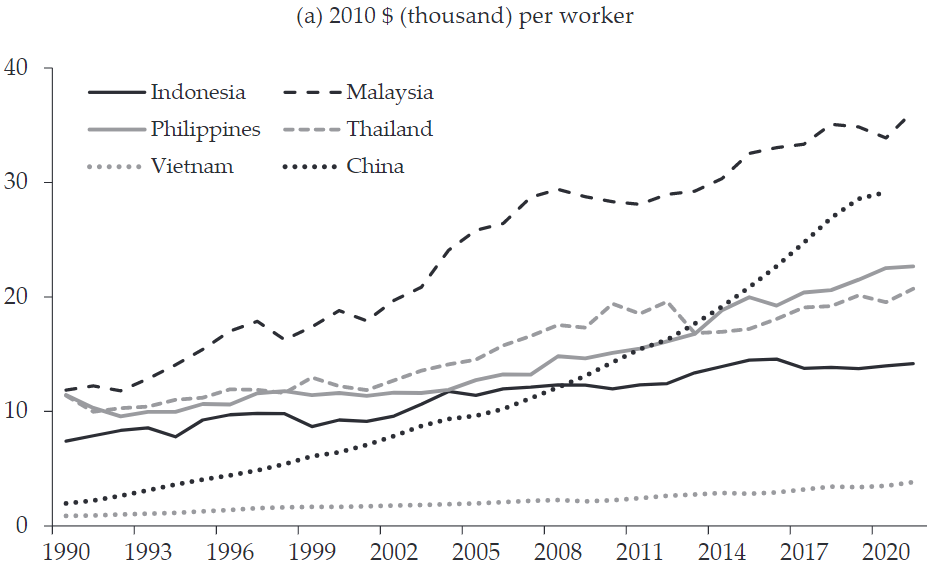 (a) 2010 $ (thousand) per worker
40
Indonesia Malaysia
Philippines Thailand
Vietnam China
30
20
10
0
1990 1993 1996 1999 2002 2005 2008 2011 2014 2017 2020